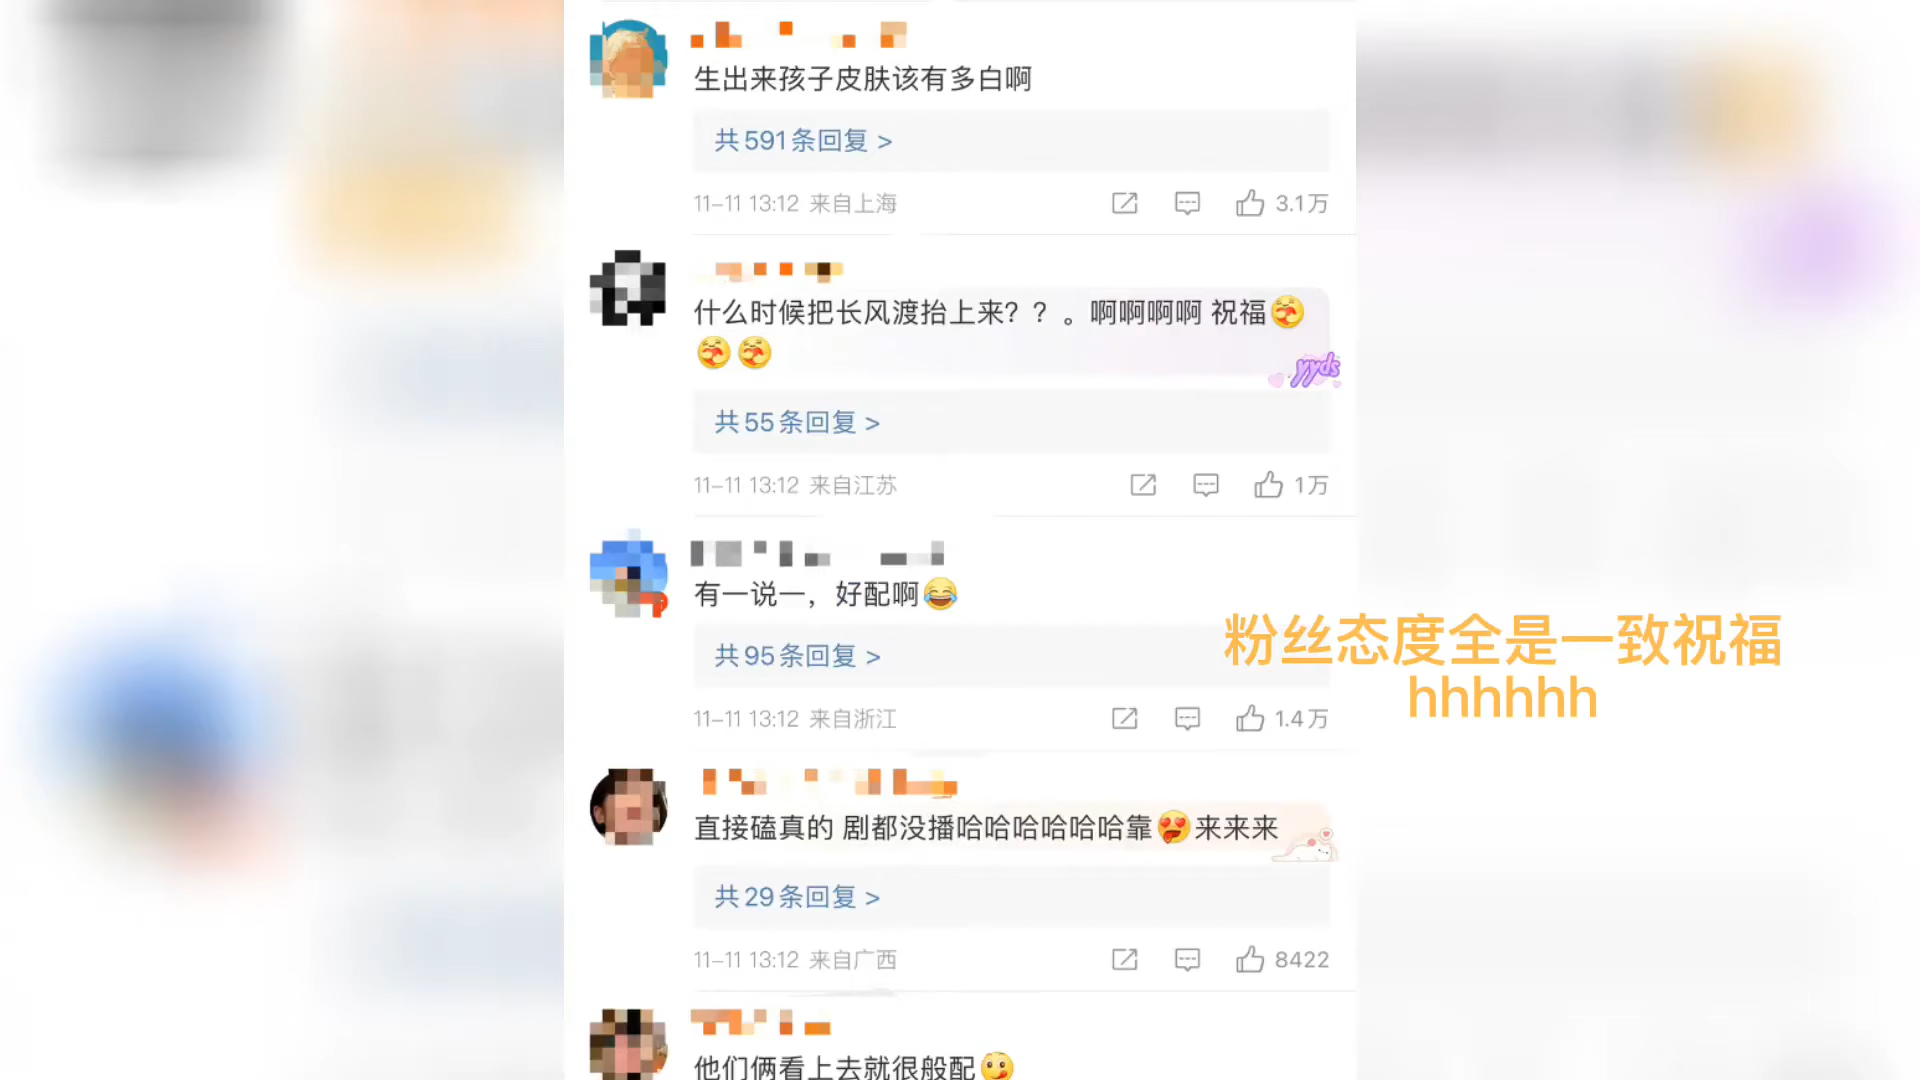 生出来孩子皮肤该有多白啊
共591条回复 >
11-11 13:12 来自上海
3.1万
什么时候把长风渡抬上来？？。啊啊啊啊 祝福
yyds
共55条回复 >
11-11 13:12 来自江苏
1万
有一说一，好配啊
共95条回复 >
11-11 13:12 来自浙江
1.4万
粉丝态度全是一致祝福
hhhhhh
直接磕真的 剧都没播哈哈哈哈哈哈靠来来来
共29条回复 >
11-11 13:12 来自广西
8422
他们俩看上去就很般配